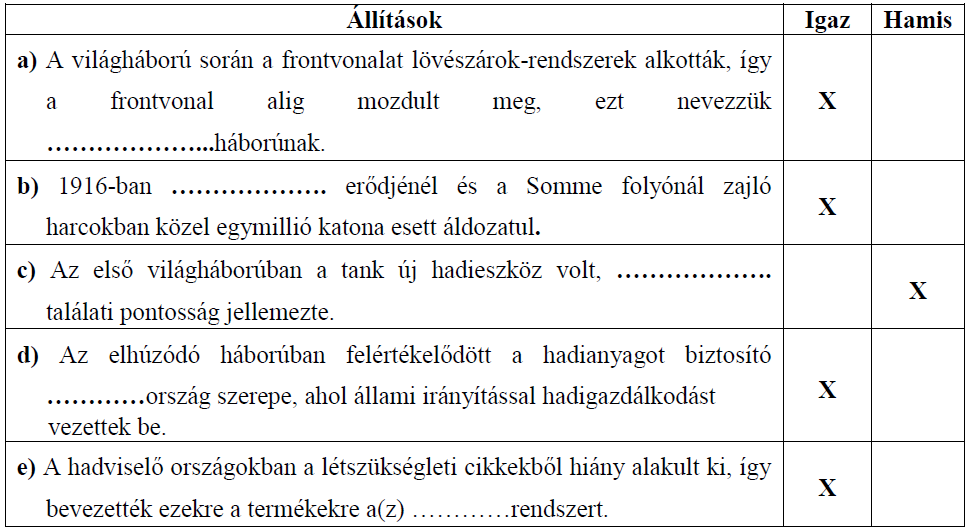 Állítások Igaz Hamis
a) A világháború során a frontvonalat lövészárok-rendszerek alkották, így
a frontvonal alig mozdult meg, ezt nevezzük
………………...háborúnak.
X
b) 1916-ban ………………. erődjénél és a Somme folyónál zajló
harcokban közel egymillió katona esett áldozatul.
X
c) Az első világháborúban a tank új hadieszköz volt, ……………….
találati pontosság jellemezte.
X
d) Az elhúzódó háborúban felértékelődött a hadianyagot biztosító
…………ország szerepe, ahol állami irányítással hadigazdálkodást
vezettek be.
X
e) A hadviselő országokban a létszükségleti cikkekből hiány alakult ki, így
bevezették ezekre a termékekre a(z) …………rendszert.
X